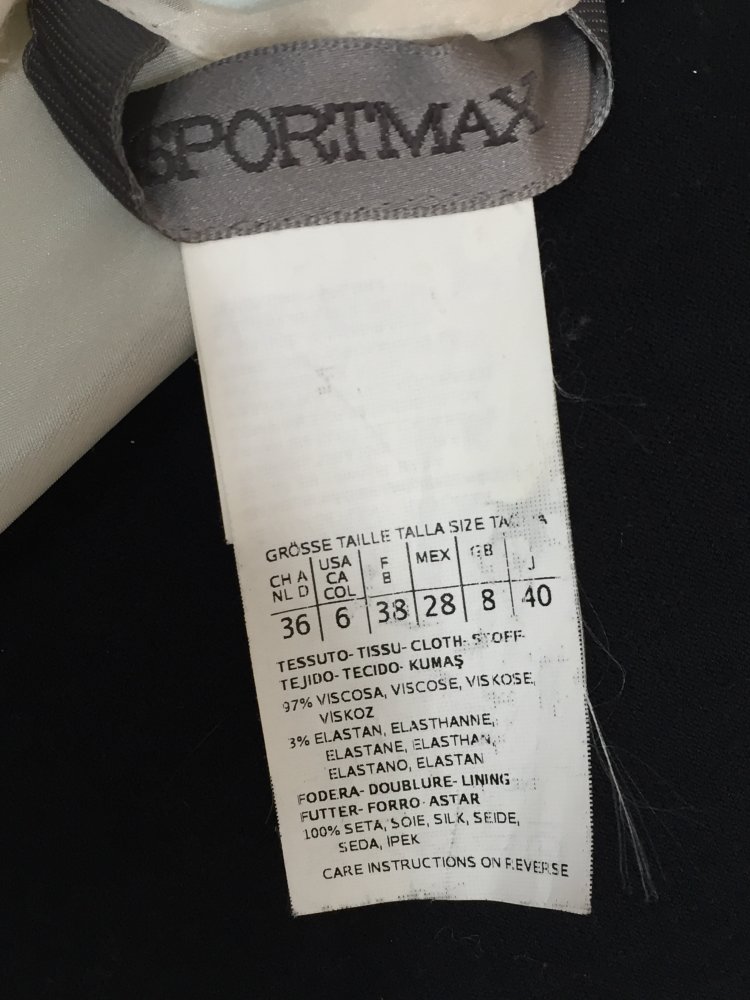 SPORTMAX
GRÖSSE TAILLE TALLA SIZE
CH A USA F MEX GB J
NL D CA B
COL
36 6 38 28 8 40
TESSUTO- TISSU- CLOTH- STOFF-
TEJIDO- TECIDO- KUMAŞ
97% VISCOSA, VISCOSE, VISKOSE,
VISKOZ
3% ELASTAN, ELASTHANNE,
ELASTANE, ELASTHAN,
ELASTANO, ELASTAN
FODERA- DOUBLURE- LINING
FUTTER- FORRO- ASTAR
100% SETA, SOIE, SILK, SEIDE,
SEDA, İPEK
CARE INSTRUCTIONS ON REVERSE